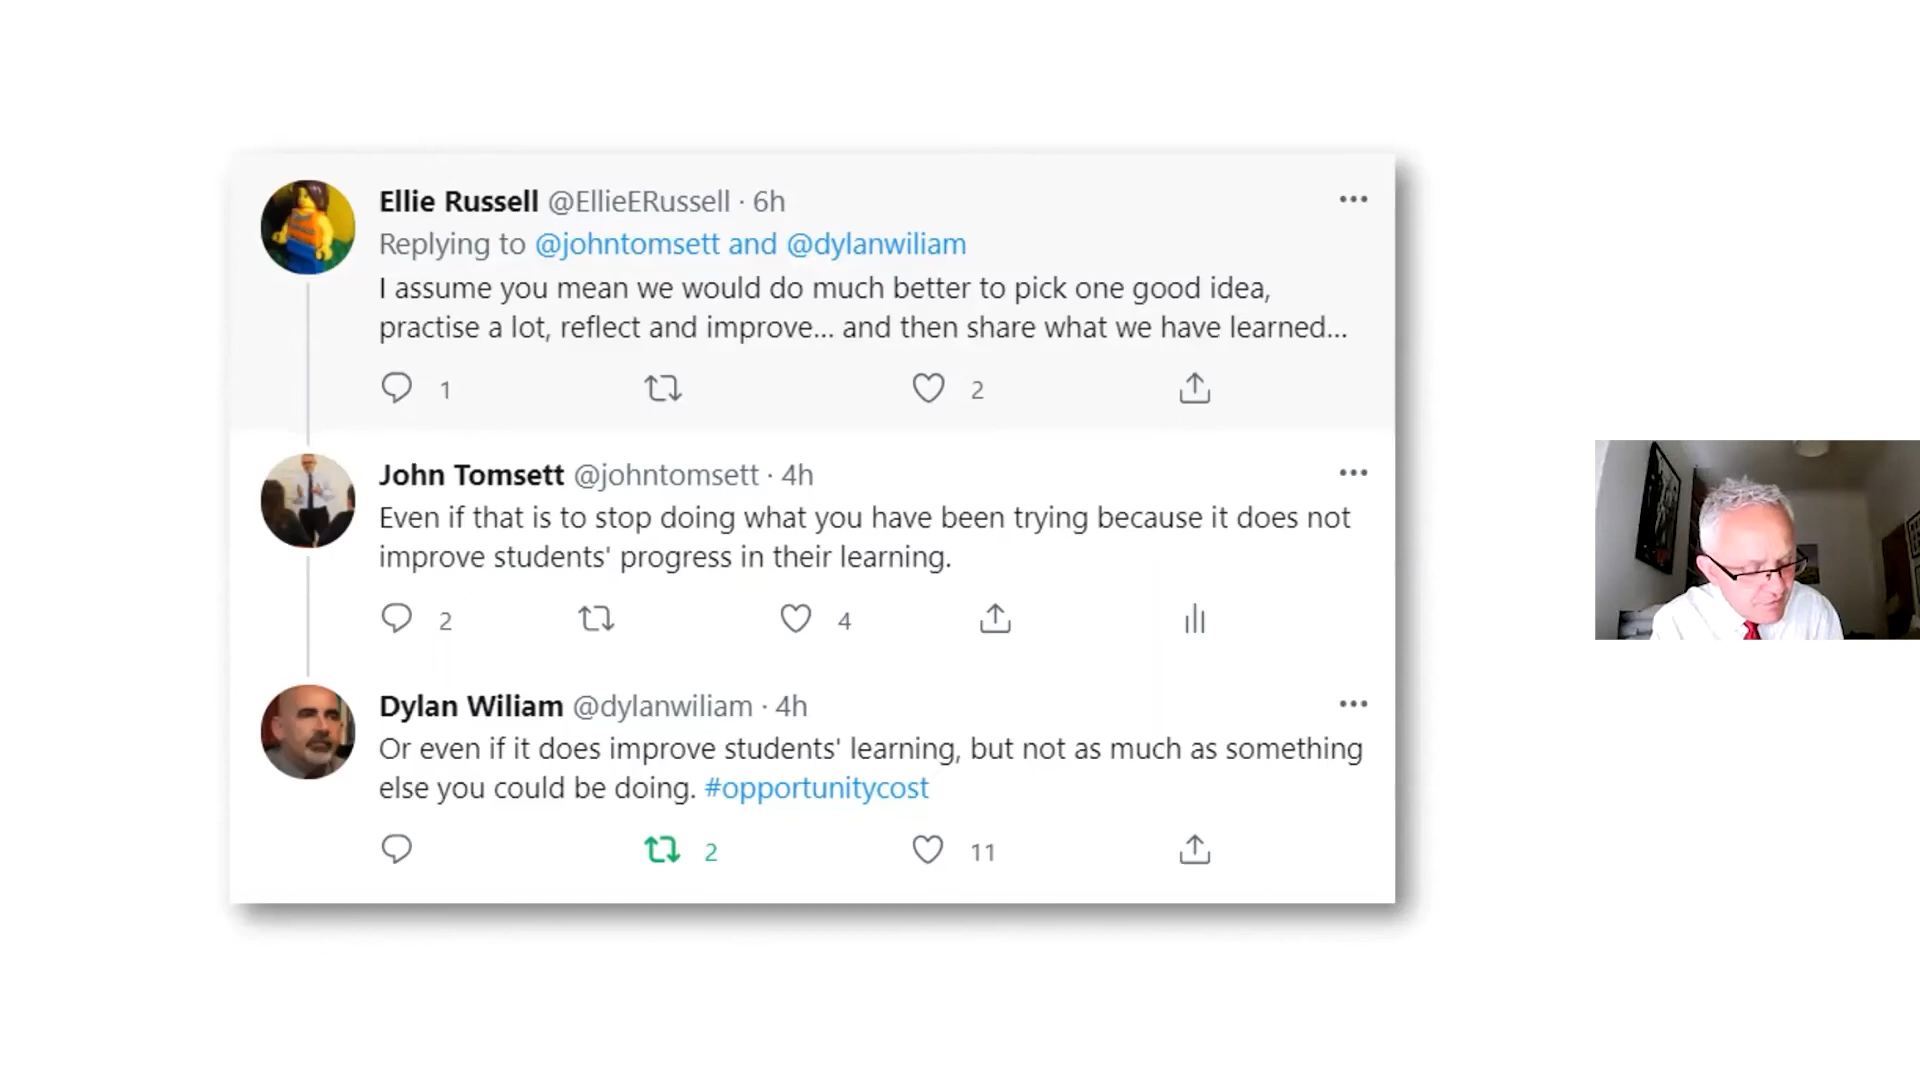 Ellie Russell @EllieERussell · 6h
Replying to @johntomsett and @dylanwiliam
I assume you mean we would do much better to pick one good idea,
practise a lot, reflect and improve... and then share what we have learned...
1 2
John Tomsett @johntomsett · 4h
Even if that is to stop doing what you have been trying because it does not
improve students' progress in their learning.
2 4
Dylan Wiliam @dylanwiliam · 4h
Or even if it does improve students' learning, but not as much as something
else you could be doing. #opportunitycost
2 11